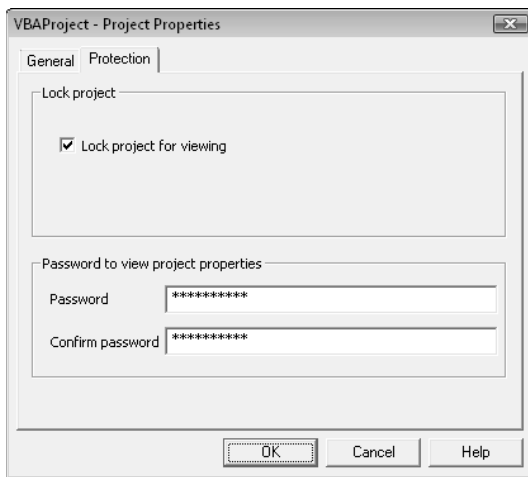 VBAProject - Project Properties
General Protection
Lock project
Lock project for viewing
Password to view project properties
Password **********
Confirm password **********
OK Cancel Help